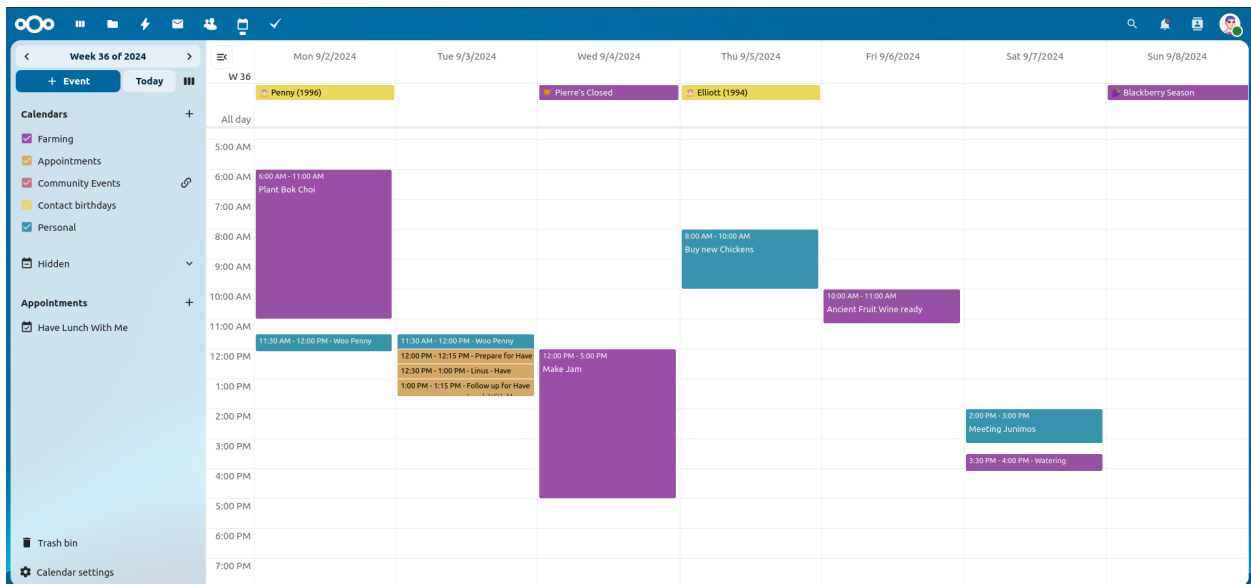 Week 36 of 2024
+ Event Today
Calendars
Farming
Appointments
Community Events
Contact birthdays
Personal
Hidden
Appointments
Have Lunch With Me
Trash bin
Calendar settings
Mon 9/2/2024 Tue 9/3/2024 Wed 9/4/2024 Thu 9/5/2024 Fri 9/6/2024 Sat 9/7/2024 Sun 9/8/2024
W 36
Penny (1996) Pierre's Closed Elliott (1994) Blackberry Season
All day
5:00 AM
6:00 AM
7:00 AM
8:00 AM
9:00 AM
10:00 AM
11:00 AM
12:00 PM
1:00 PM
2:00 PM
3:00 PM
4:00 PM
5:00 PM
6:00 PM
7:00 PM
6:00 AM - 11:00 AM
Plant Bok Choi
11:30 AM - 12:00 PM - Woo Penny
11:30 AM - 12:00 PM - Woo Penny
12:00 PM - 12:15 PM - Prepare for Have
12:30 PM - 1:00 PM - Linus - Have
1:00 PM - 1:15 PM - Follow up for Have
12:00 PM - 5:00 PM
Make Jam
8:00 AM - 10:00 AM
Buy new Chickens
10:00 AM - 11:00 AM
Ancient Fruit Wine ready
2:00 PM - 3:00 PM
Meeting Junimos
3:30 PM - 4:00 PM - Watering